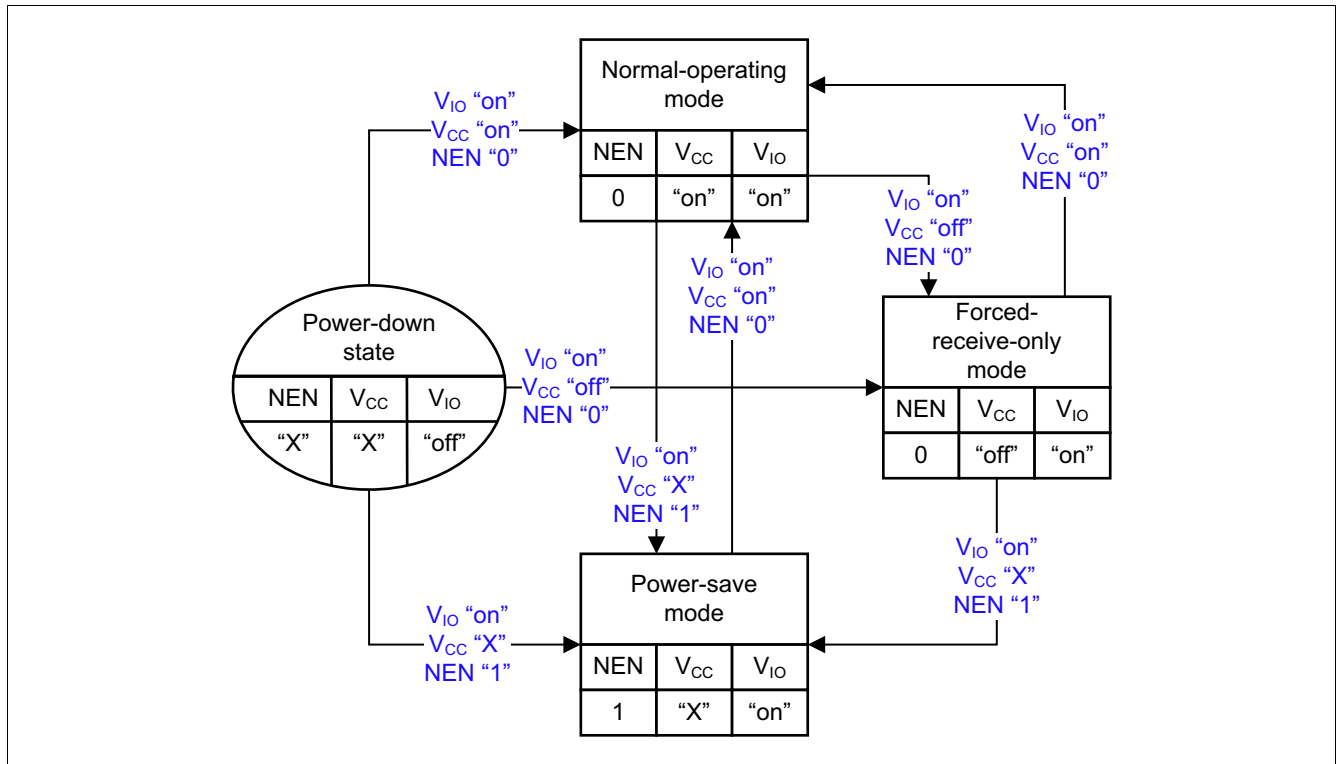 Normal-operating
mode
NEN VCC VIO
0 “on” “on”
VIO “on”
VCC “on”
NEN “0”
VIO “on”
VCC “on”
NEN “0”
VIO “on”
VCC “off”
NEN “0”
VIO “on”
VCC “on”
NEN “0”
Power-down
state
NEN VCC VIO
“X” “X” “off”
VIO “on”
VCC “off”
NEN “0”
Forced-
receive-only
mode
NEN VCC VIO
0 “off” “on”
VIO “on”
VCC “X”
NEN “1”
VIO “on”
VCC “X”
NEN “1”
VIO “on”
VCC “X”
NEN “1”
Power-save
mode
NEN VCC VIO
1 “X” “on”